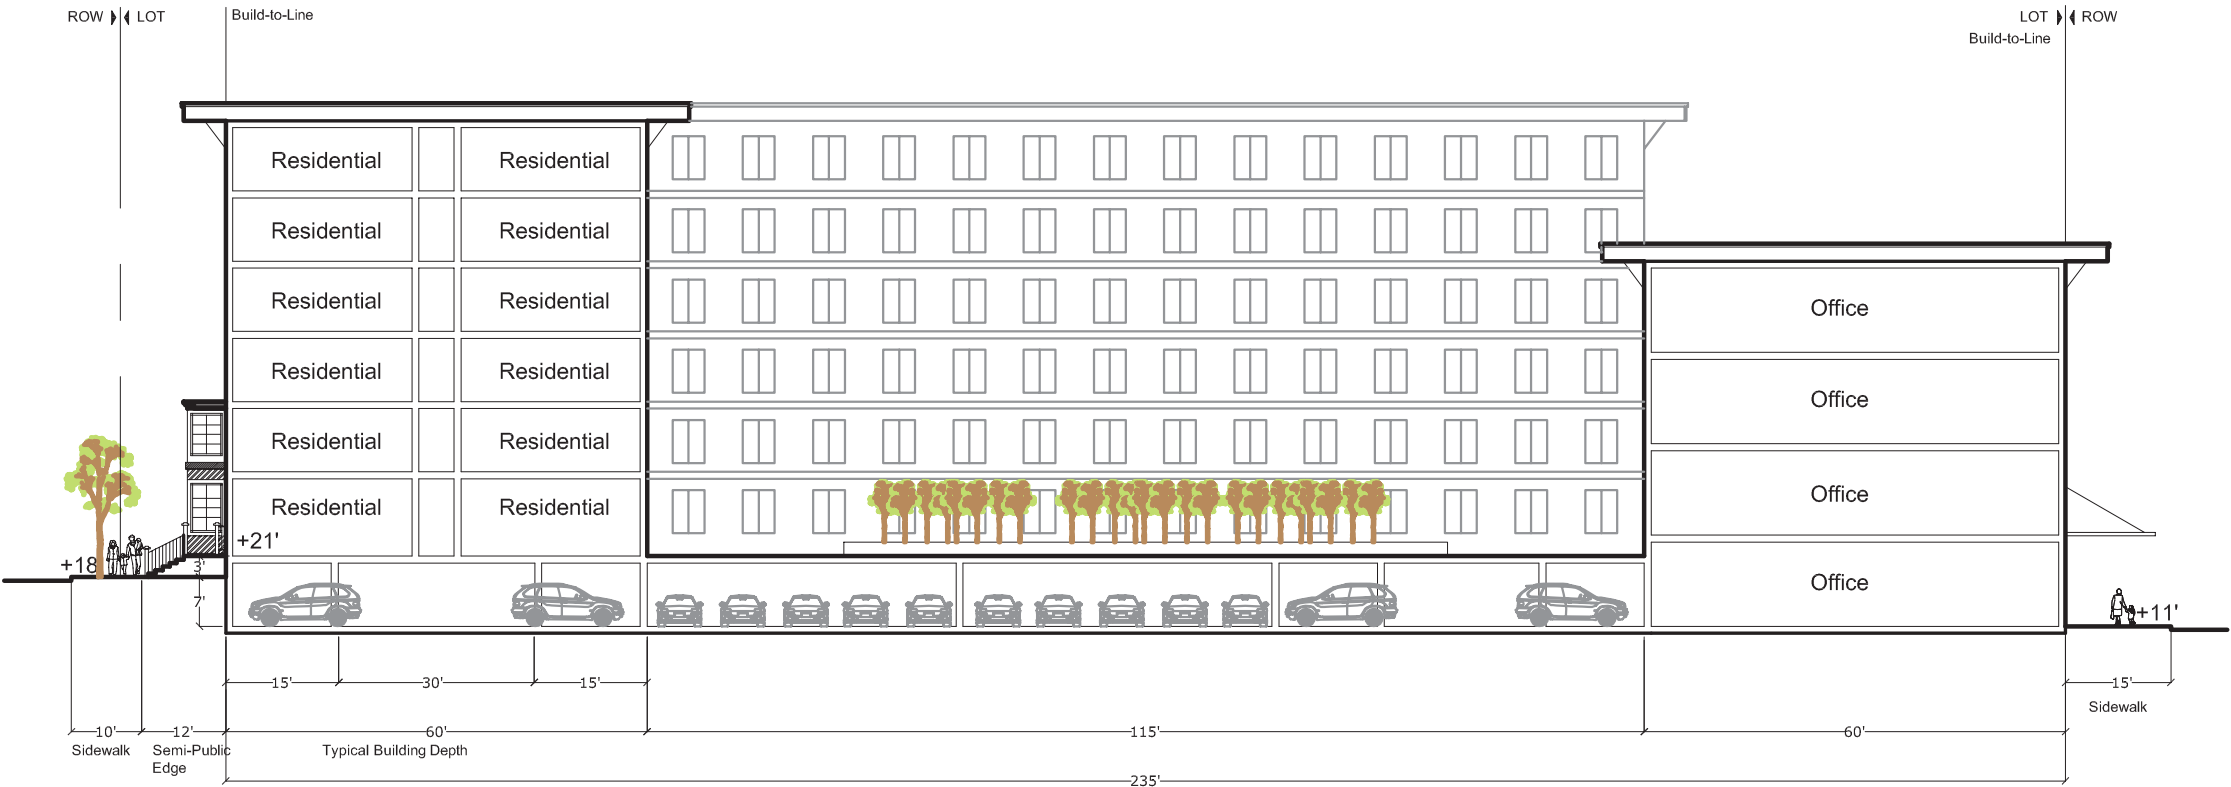 ROW LOT
Build-to-Line
LOT ROW
Build-to-Line
Residential Residential
Residential Residential
Residential Residential
Office
Residential Residential
Office
Residential Residential
Office
Residential Residential
+21'
+18
3'
Office
7'
+11'
15' 30' 15' 15'
Sidewalk
10' 12' 60' 115' 60'
Sidewalk Semi-Public Typical Building Depth
Edge
235'